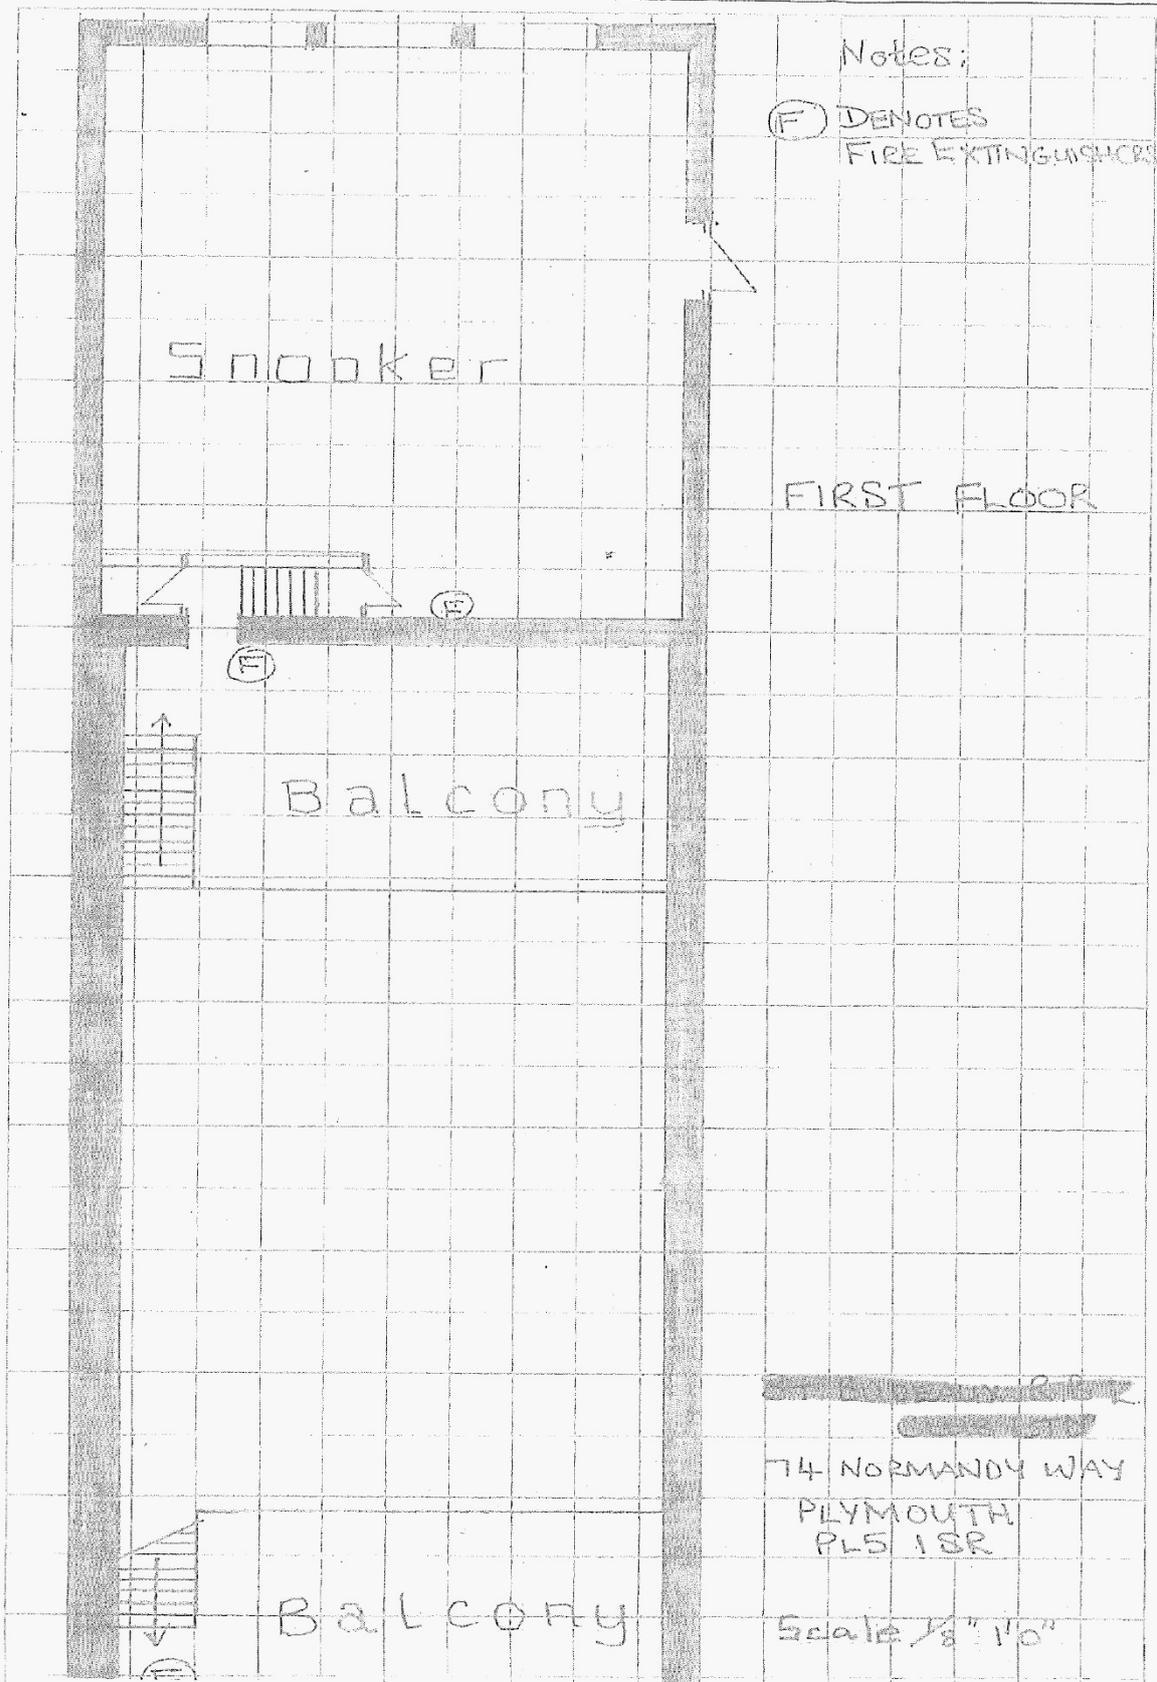 Notes:
(F) DENOTES
FIRE EXTINGUISHERS
Snooker
FIRST FLOOR
F
F
Balcony
74 NORMANDY WAY
PLYMOUTH
PL5 1SR
Balcony
Scale 1/8" 1'0"
F